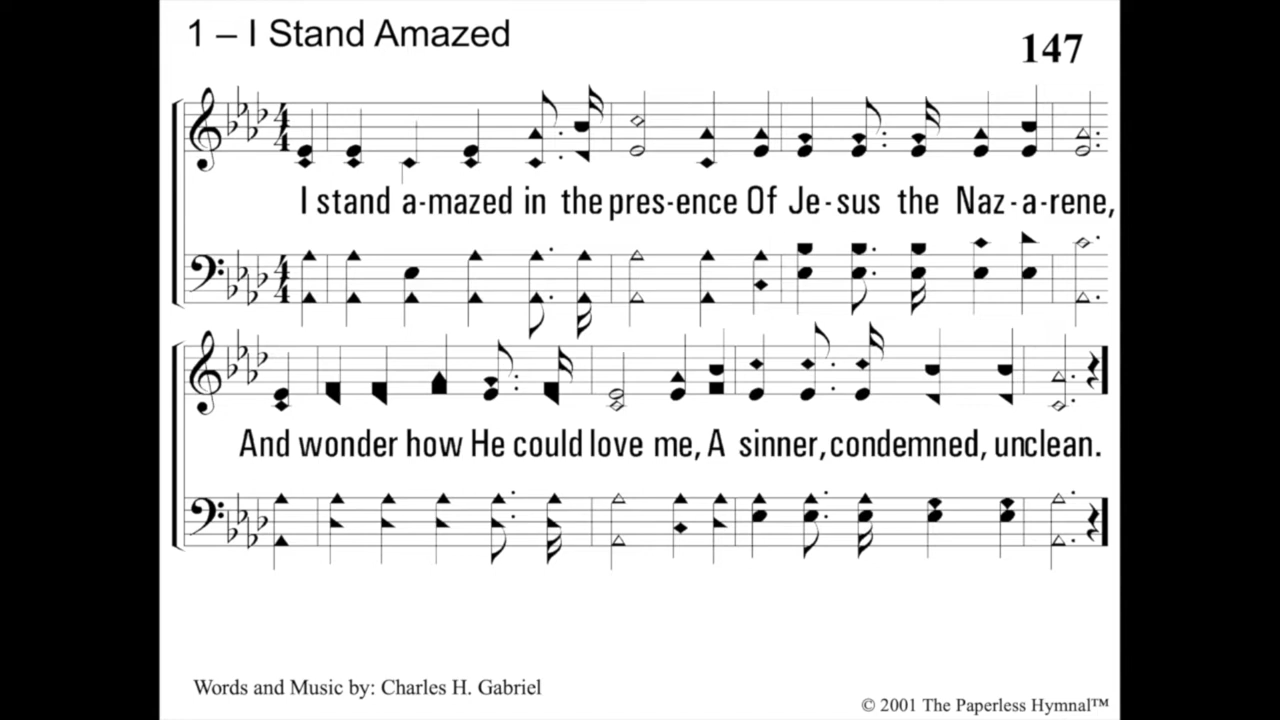 1 – I Stand Amazed
147
I stand a-mazed in the pres-ence Of Je-sus the Naz-a-rene,
And wonder how He could love me, A sinner, condemned, unclean.
Words and Music by: Charles H. Gabriel
© 2001 The Paperless Hymnal™